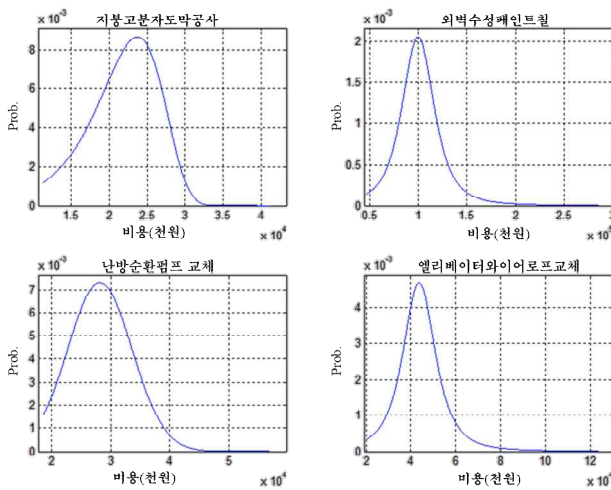 지붕고분자도막공사
× 10⁻³
8
6
4
2
0
Prob.
1.5 2 2.5 3 3.5 4
비용(천원)
× 10⁴
외벽수성페인트칠
× 10⁻³
2
1.5
1
0.5
0
Prob.
0.5 1 1.5 2 2.5 3
비용(천원)
× 10⁴
난방순환펌프 교체
× 10⁻³
7
6
5
4
3
2
1
0
Prob.
2 3 4 5
비용(천원)
× 10⁴
엘리베이터와이어로프교체
× 10⁻³
4
3
2
1
0
Prob.
2 4 6 8 10 12
비용(천원)
× 10⁴